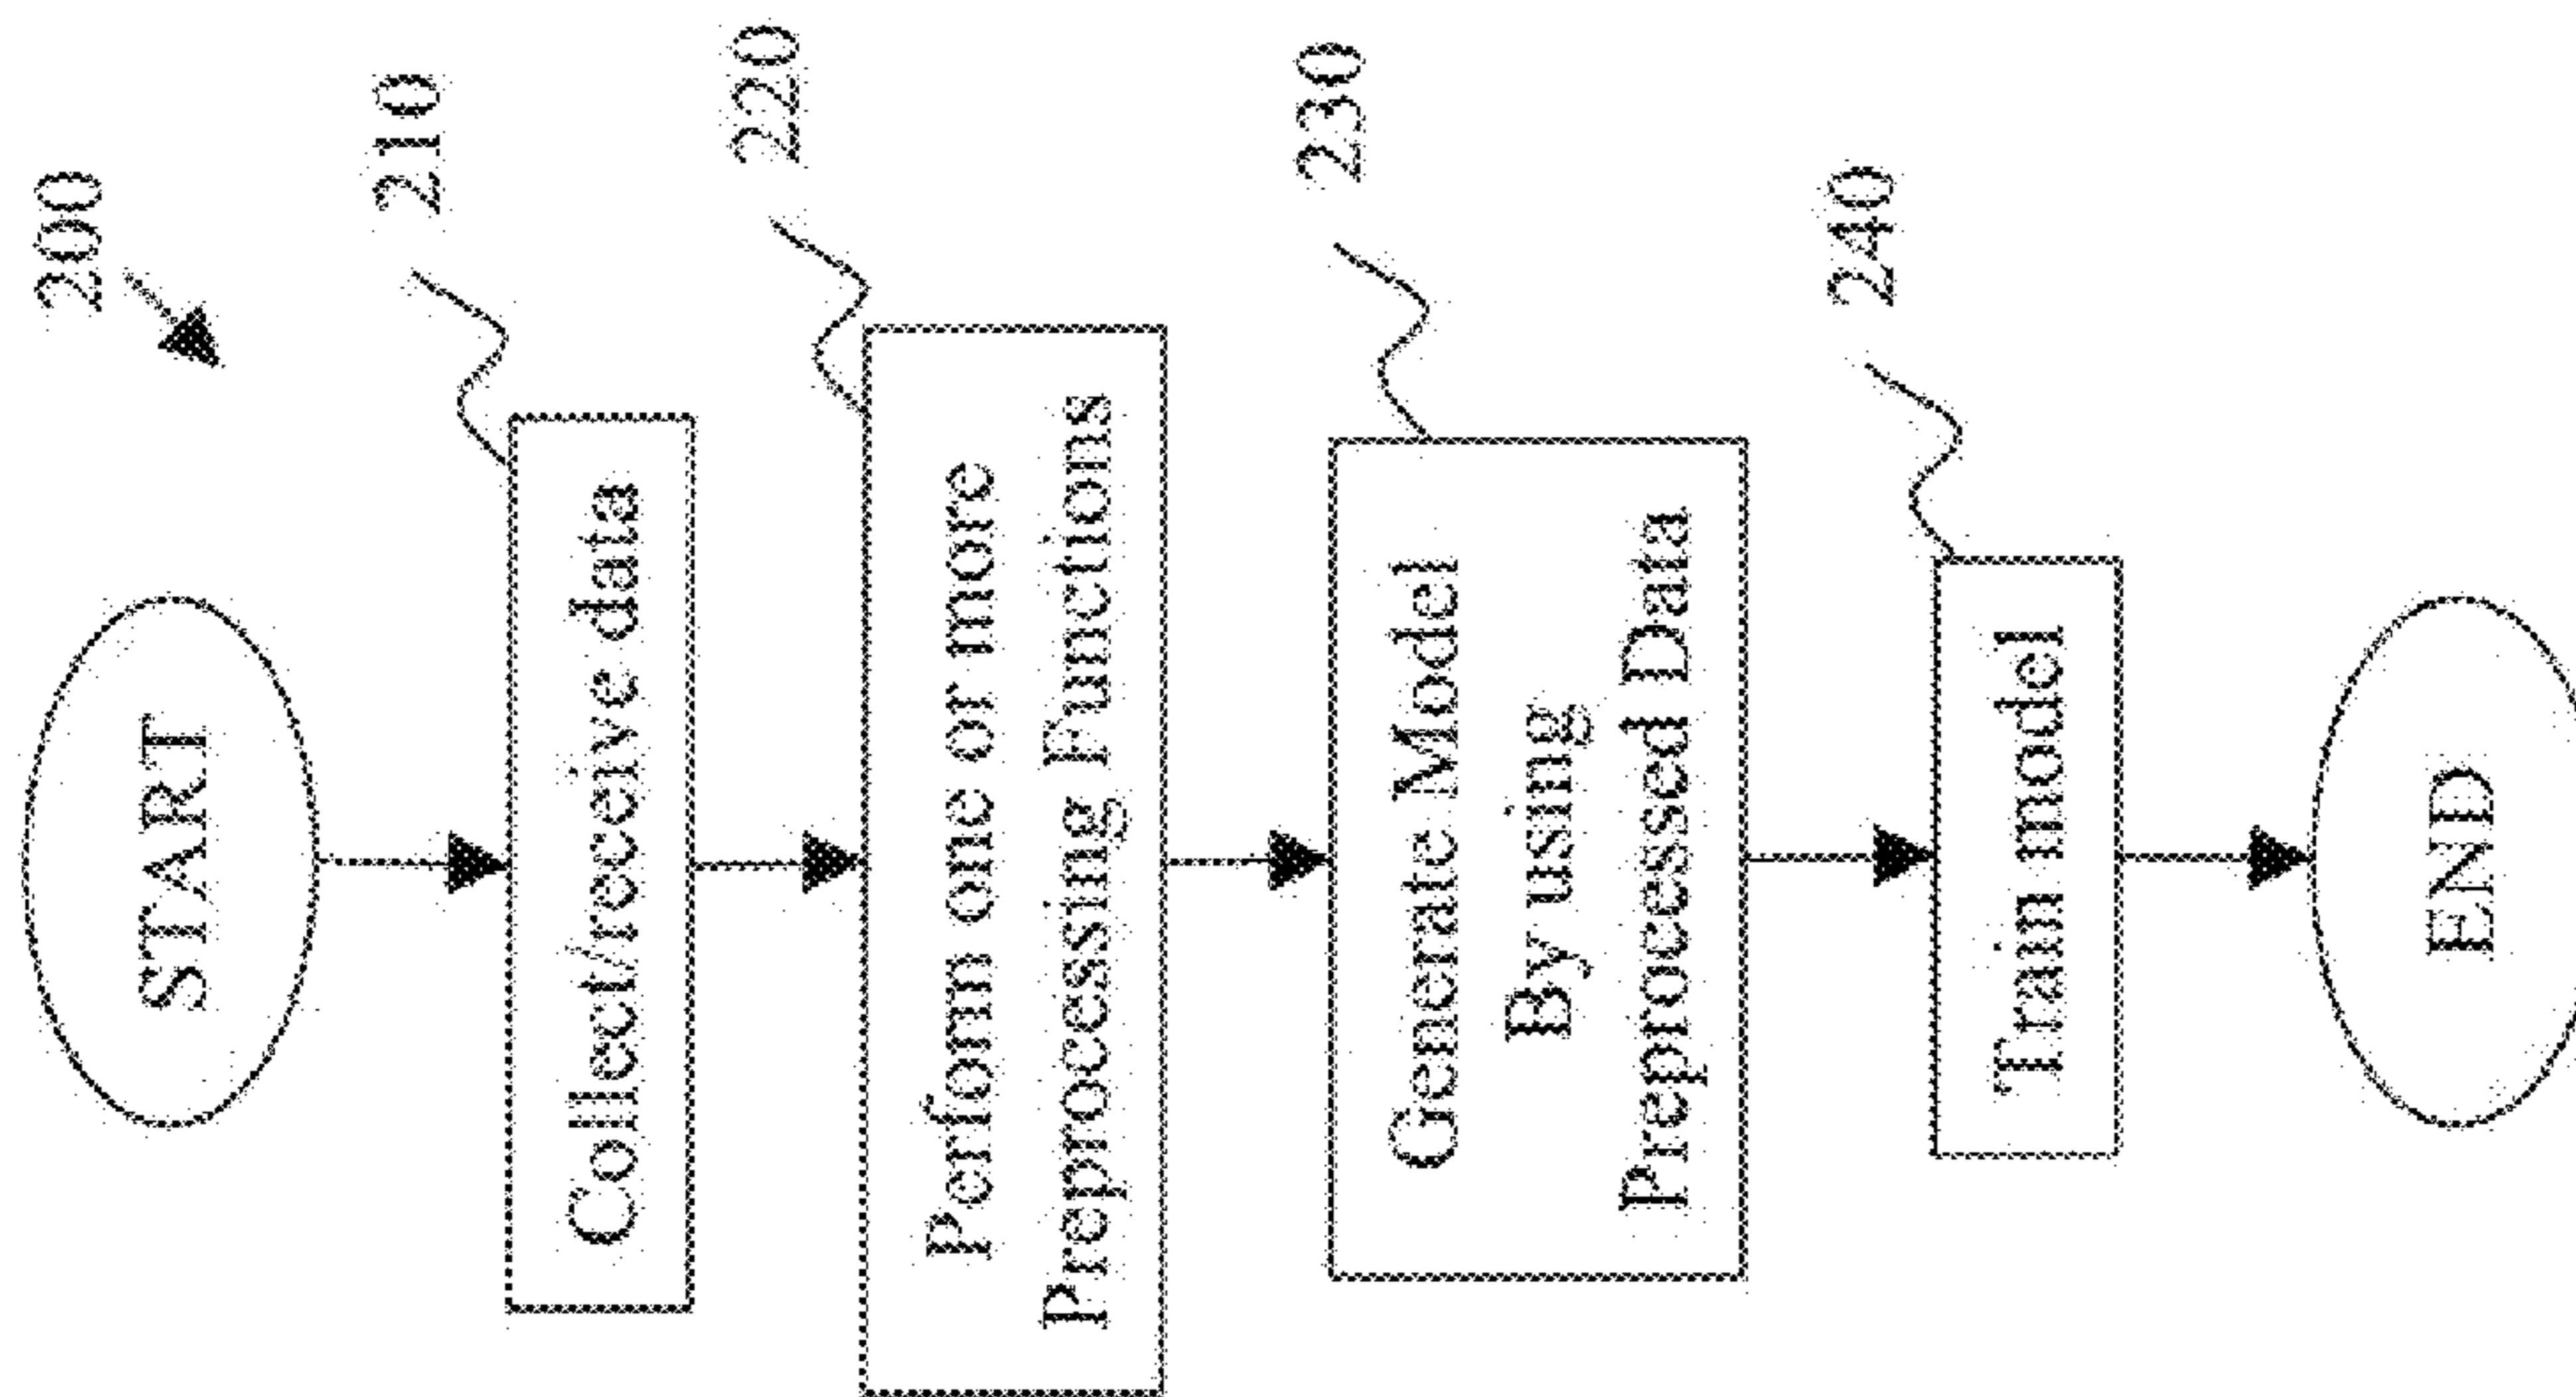 200
START
210
Collect/receive data
220
Perform one or more
Preprocessing Functions
230
Generate Model
By using
Preprocessed Data
240
Train model
END